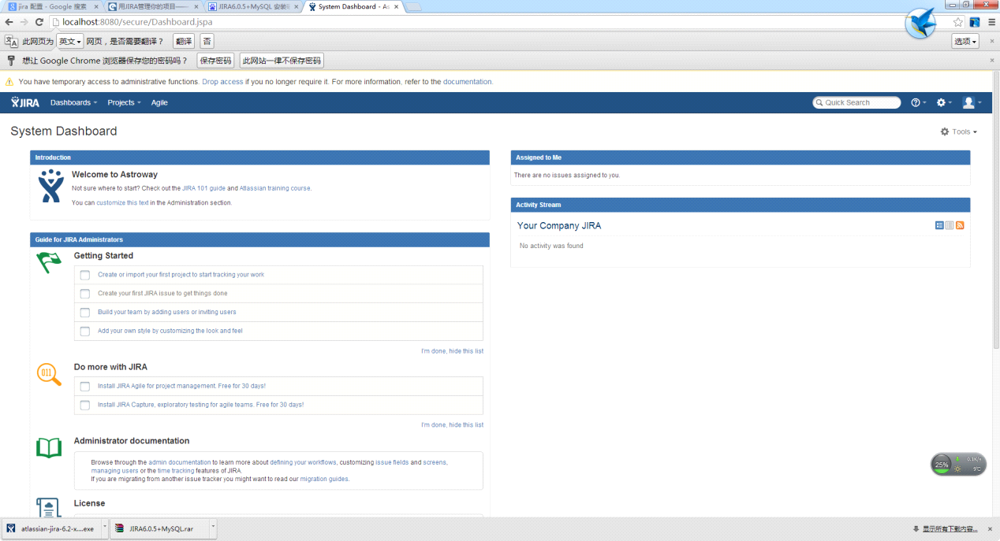 jira 配置 - Google 搜索
用JIRA管理你的项目——
JIRA6.0.5+MySQL 安装
System Dashboard - As
localhost:8080/secure/Dashboard.jspa
此网页为 英文 网页，是否需要翻译？ 翻译 否 选项
想让 Google Chrome 浏览器保存您的密码吗？ 保存密码 此网站一律不保存密码
You have temporary access to administrative functions. Drop access if you no longer require it. For more information, refer to the documentation.
JIRA Dashboards Projects Agile Quick Search
System Dashboard
Tools
Introduction
Welcome to Astroway
Not sure where to start? Check out the JIRA 101 guide and Atlassian training course.
You can customize this text in the Administration section.
Guide for JIRA Administrators
Getting Started
Create or import your first project to start tracking your work
Create your first JIRA issue to get things done
Build your team by adding users or inviting users
Add your own style by customizing the look and feel
I'm done, hide this list
011
Do more with JIRA
Install JIRA Agile for project management. Free for 30 days!
Install JIRA Capture, exploratory testing for agile teams. Free for 30 days!
I'm done, hide this list
Administrator documentation
Browse through the admin documentation to learn more about defining your workflows, customizing issue fields and screens,
managing users or the time tracking features of JIRA.
If you are migrating from another issue tracker you might want to read our migration guides.
License
Assigned to Me
There are no issues assigned to you.
Activity Stream
Your Company JIRA
No activity was found
25%
0.1K/s
9℃
atlassian-jira-6.2-x....exe
JIRA6.0.5+MySQL.rar
显示所有下载内容...